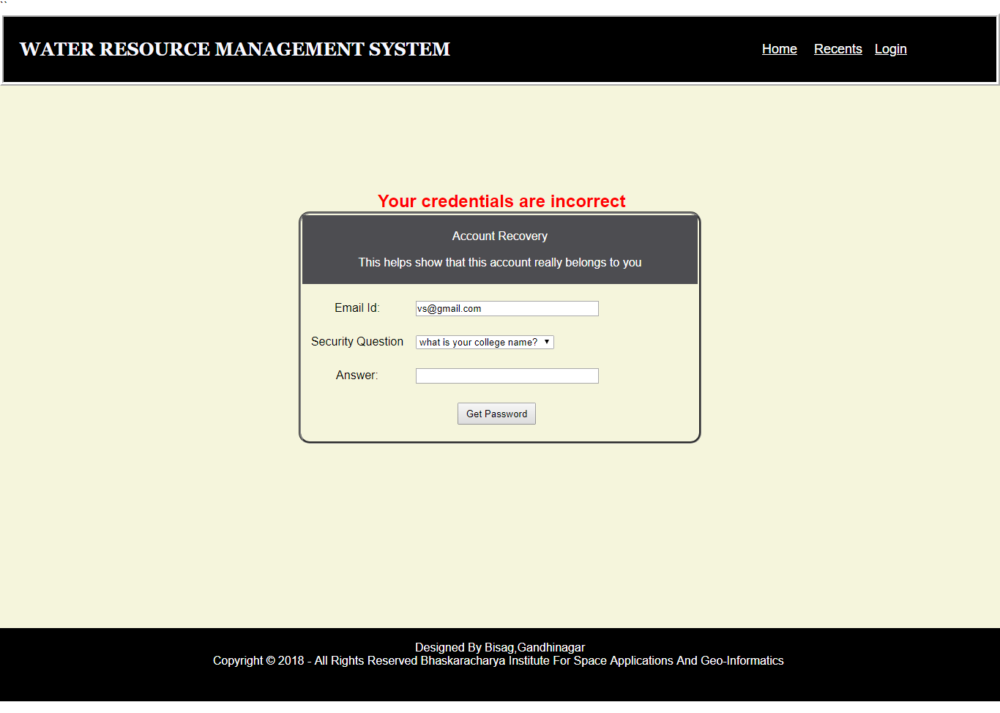 ``
WATER RESOURCE MANAGEMENT SYSTEM Home Recents Login
Your credentials are incorrect
Account Recovery
This helps show that this account really belongs to you
Email Id: vs@gmail.com
Security Question what is your college name?
Answer:
Get Password
Designed By Bisag,Gandhinagar
Copyright © 2018 - All Rights Reserved Bhaskaracharya Institute For Space Applications And Geo-Informatics